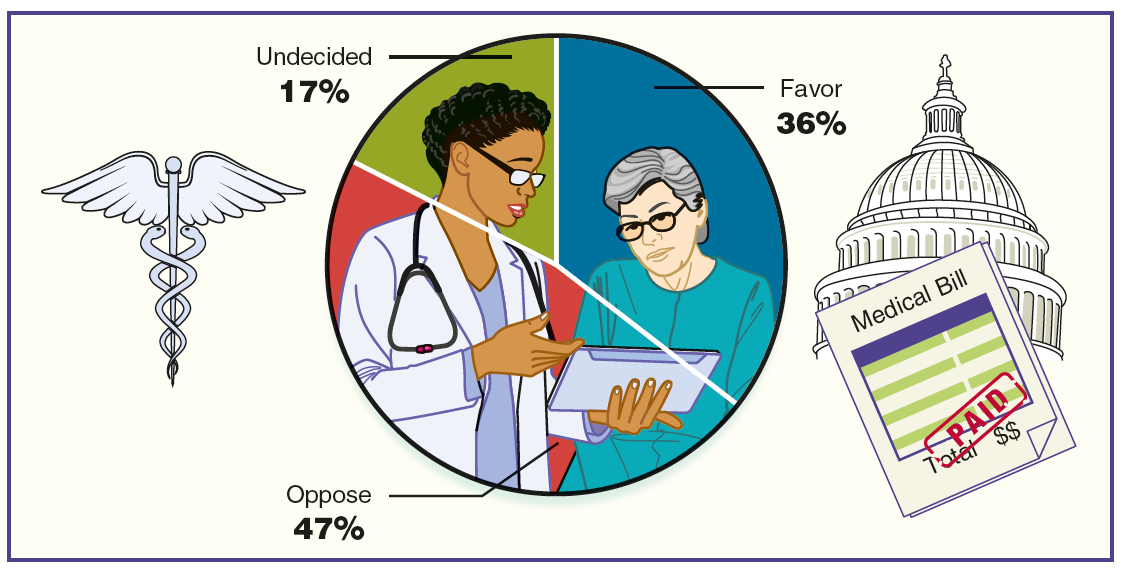 Undecided
17%
Favor
36%
Medical Bill
PAID
Total $$
Oppose
47%